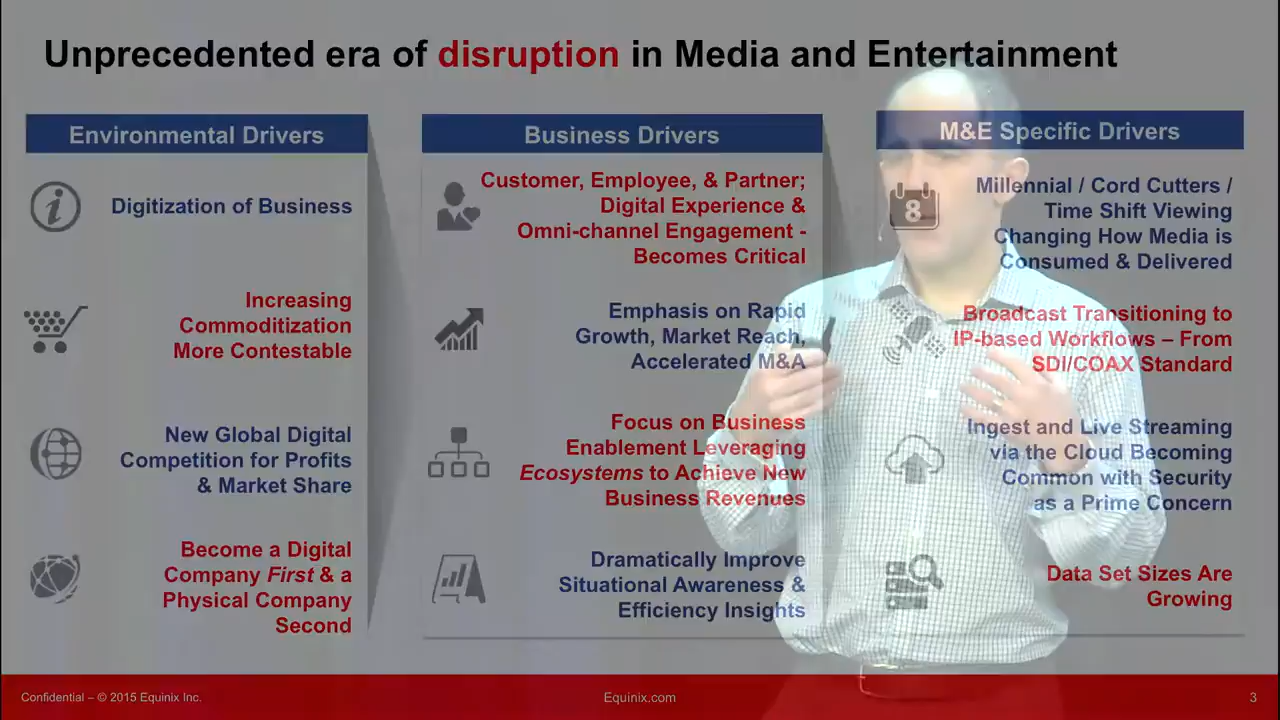 Unprecedented era of disruption in Media and Entertainment
Environmental Drivers
Digitization of Business
Increasing
Commoditization
More Contestable
New Global Digital
Competition for Profits
& Market Share
Become a Digital
Company First & a
Physical Company
Second
Business Drivers
Customer, Employee, & Partner;
Digital Experience &
Omni-channel Engagement -
Becomes Critical
Emphasis on Rapid
Growth, Market Reach,
Accelerated M&A
Focus on Business
Enablement Leveraging
Ecosystems to Achieve New
Business Revenues
Dramatically Improve
Situational Awareness &
Efficiency Insights
M&E Specific Drivers
8
Millennial / Cord Cutters /
Time Shift Viewing
Changing How Media is
Consumed & Delivered
Broadcast Transitioning to
IP-based Workflows – From
SDI/COAX Standard
Ingest and Live Streaming
via the Cloud Becoming
Common with Security
as a Prime Concern
Data Set Sizes Are
Growing
Confidential – © 2015 Equinix Inc.
Equinix.com
3